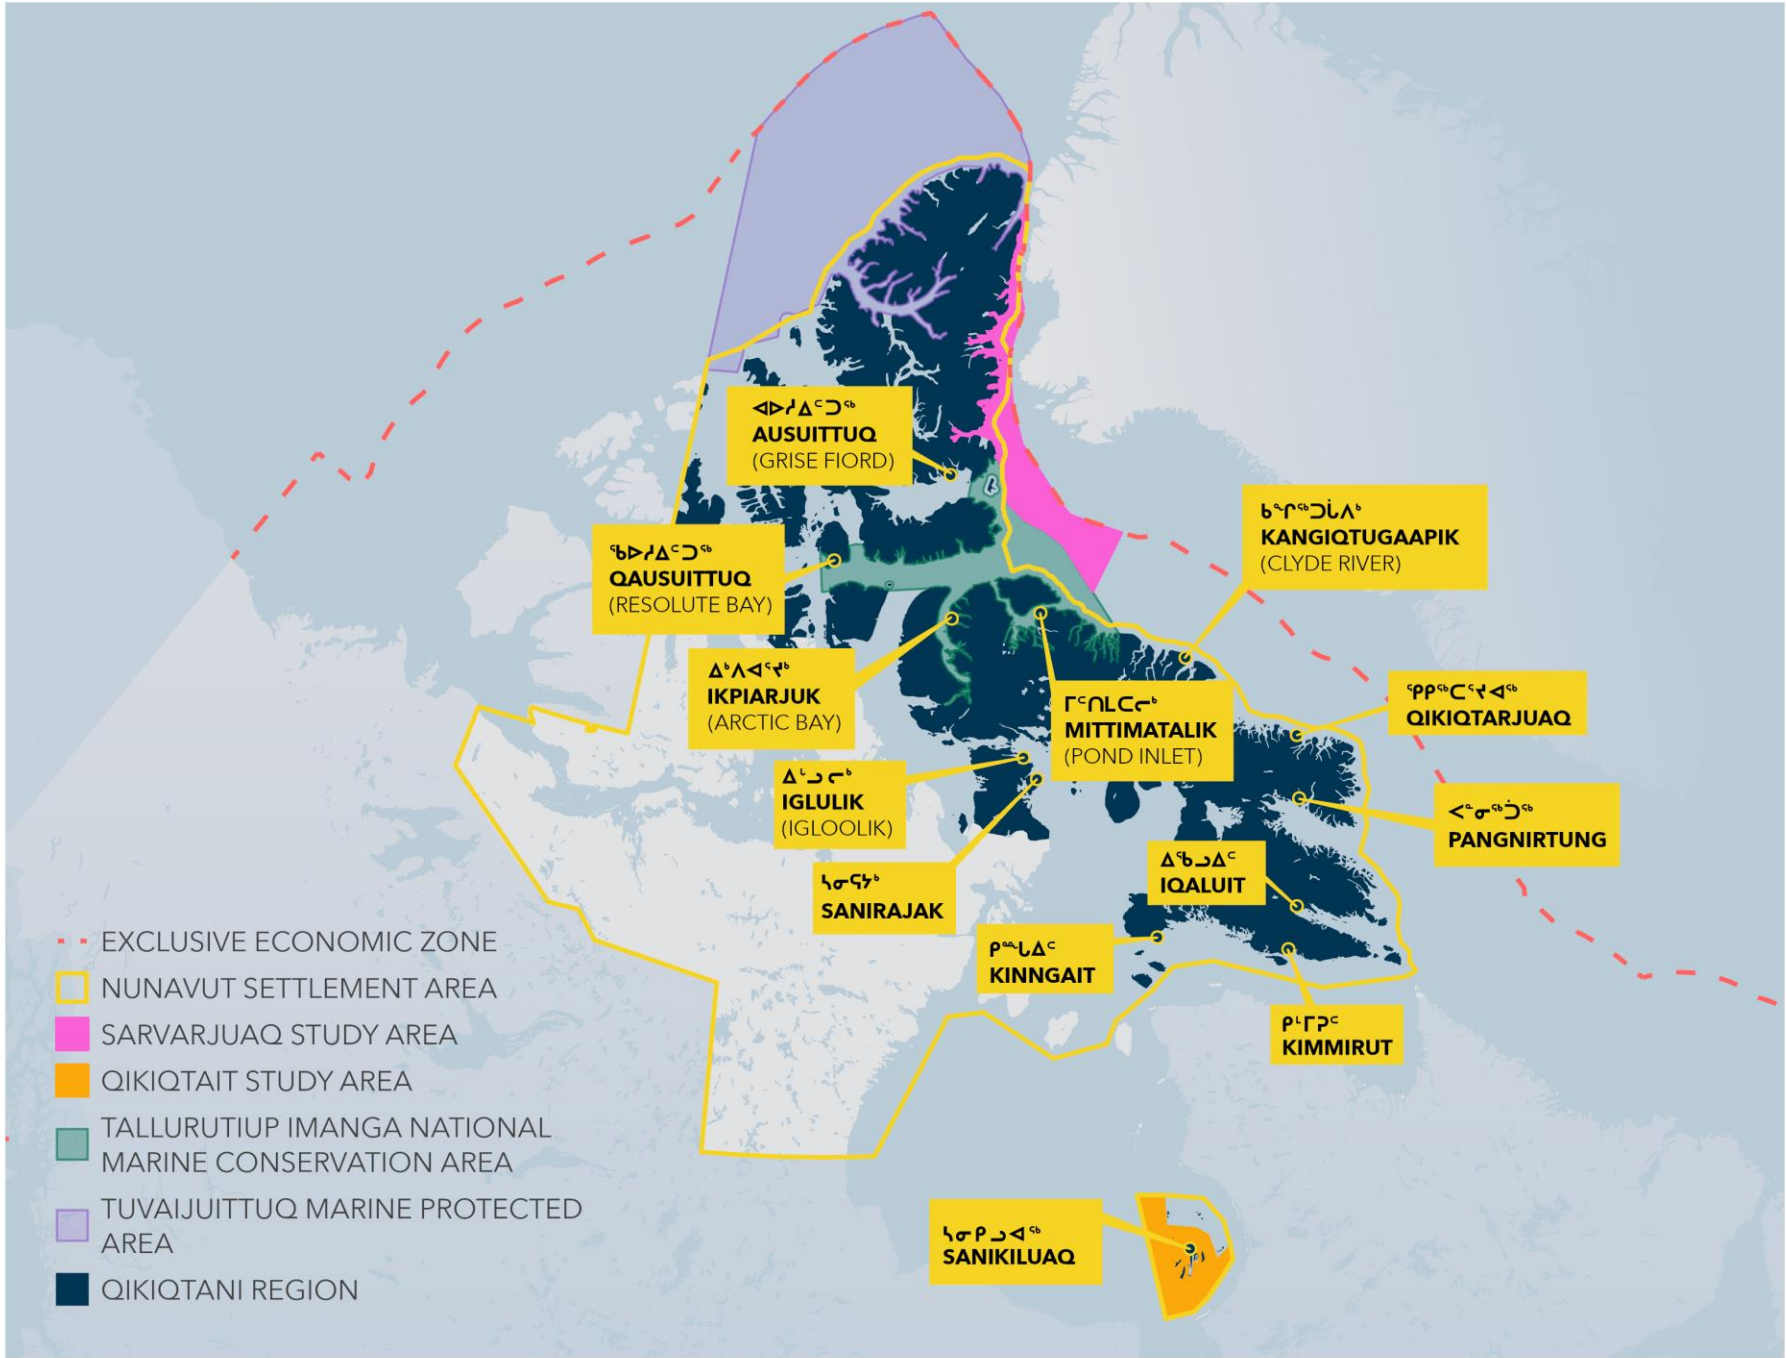 ᐊᐅᓱᐃᑦᑐᖅ
AUSUITTUQ
(GRISE FIORD)
ᖃᐅᓱᐃᑦᑐᖅ
QAUSUITTUQ
(RESOLUTE BAY)
ᑲᖏᖅᑐᒑᐱᒃ
KANGIQTUGAAPIK
(CLYDE RIVER)
ᐃᒃᐱᐊᕐᔪᒃ
IKPIARJUK
(ARCTIC BAY)
ᒥᑦᑎᒪᑕᓕᒃ
MITTIMATALIK
(POND INLET)
ᕿᑭᖅᑕᕐᔪᐊᖅ
QIKIQTARJUAQ
ᐃᒡᓗᓕᒃ
IGLULIK
(IGLOOLIK)
ᐸᓐᓂᖅᑑᖅ
PANGNIRTUNG
ᓴᓂᕋᔭᒃ
SANIRAJAK
ᐃᖃᓗᐃᑦ
IQALUIT
ᑭᙵᐃᑦ
KINNGAIT
ᑭᒻᒥᕈᑦ
KIMMIRUT
ᓴᓂᑭᓗᐊᖅ
SANIKILUAQ
EXCLUSIVE ECONOMIC ZONE
NUNAVUT SETTLEMENT AREA
SARVARJUAQ STUDY AREA
QIKIQTAIT STUDY AREA
TALLURUTIUP IMANGA NATIONAL
MARINE CONSERVATION AREA
TUVAIJUITTUQ MARINE PROTECTED
AREA
QIKIQTANI REGION